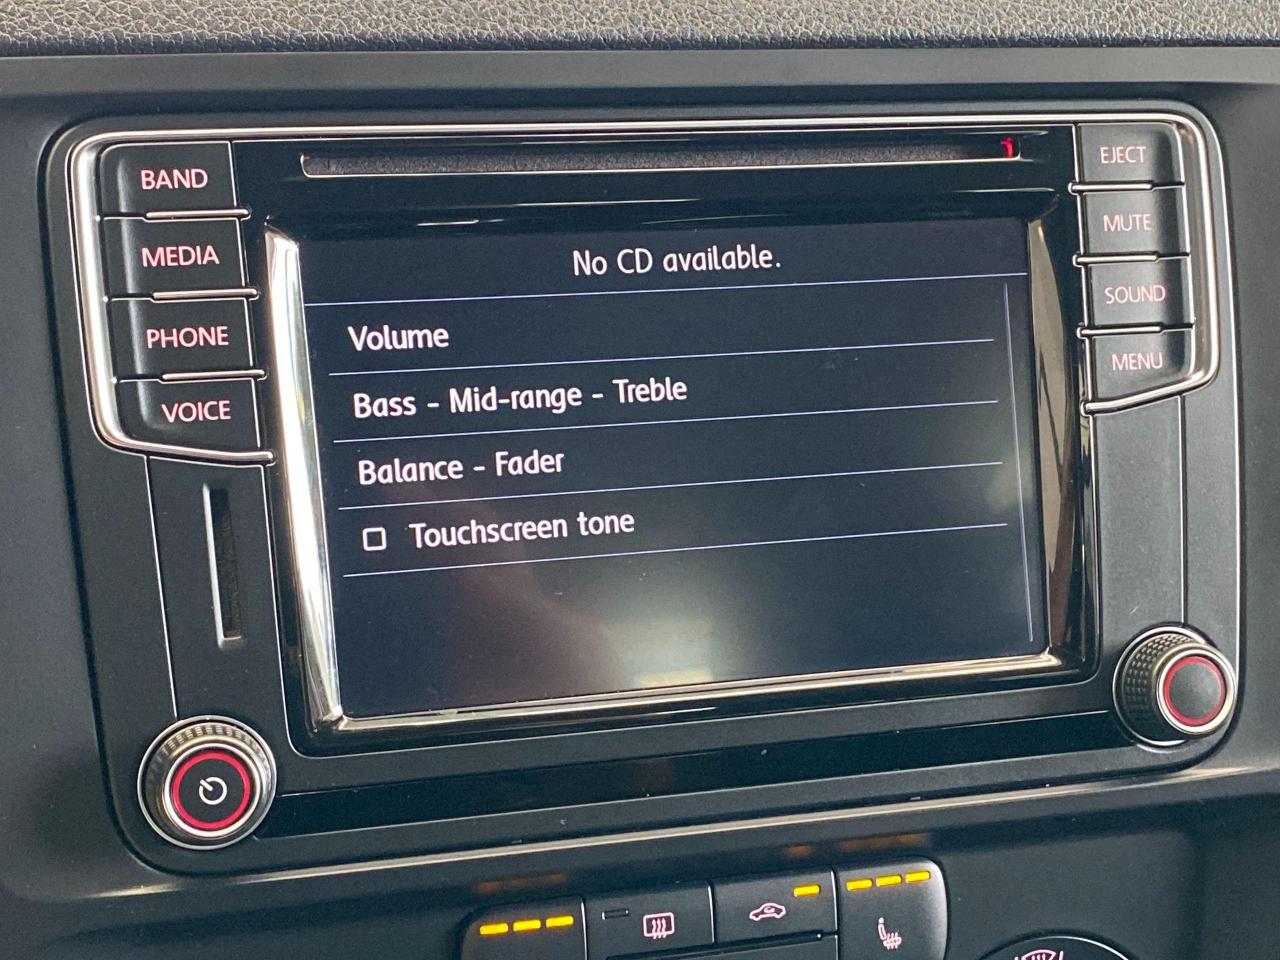 BAND
MEDIA
PHONE
VOICE
No CD available.
Volume
Bass - Mid-range - Treble
Balance - Fader
Touchscreen tone
EJECT
MUTE
SOUND
MENU